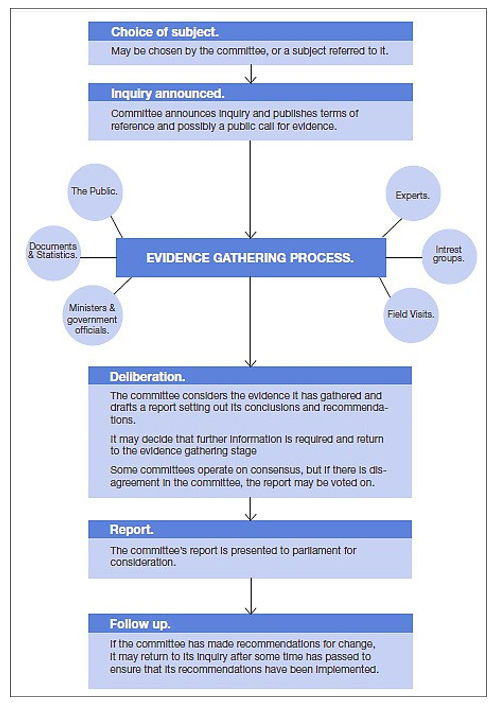 Choice of subject.
May be chosen by the committee, or a subject referred to it.
Inquiry announced.
Committee announces inquiry and publishes terms of
reference and possibly a public call for evidence.
The Public.
Experts.
Documents
& Statistics.
EVIDENCE GATHERING PROCESS.
Intrest
groups.
Ministers &
government
officials.
Field Visits.
Deliberation.
The committee considers the evidence it has gathered and
drafts a report setting out its conclusions and recommenda-
tions.
It may decide that further information is required and return
to the evidence gathering stage
Some committees operate on consensus, but if there is dis-
agreement in the committee, the report may be voted on.
Report.
The committee's report is presented to parliament for
consideration.
Follow up.
If the committee has made recommendations for change,
it may return to its inquiry after some time has passed to
ensure that its recommendations have been implemented.